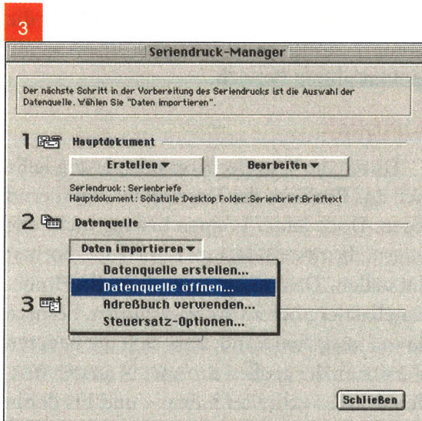 3
Seriendruck-Manager
Der nächste Schritt in der Vorbereitung des Seriendrucks ist die Auswahl der
Datenquelle. Wählen Sie "Daten importieren".
1 Hauptdokument
Erstellen Bearbeiten
Seriendruck: Serienbriefe
Hauptdokument: Schatulle:Desktop Folder:Serienbrief:Brieftext
2 Datenquelle
Daten importieren
Datenquelle erstellen...
Datenquelle öffnen...
Adreßbuch verwenden...
Steuersatz-Optionen...
3
Schließen